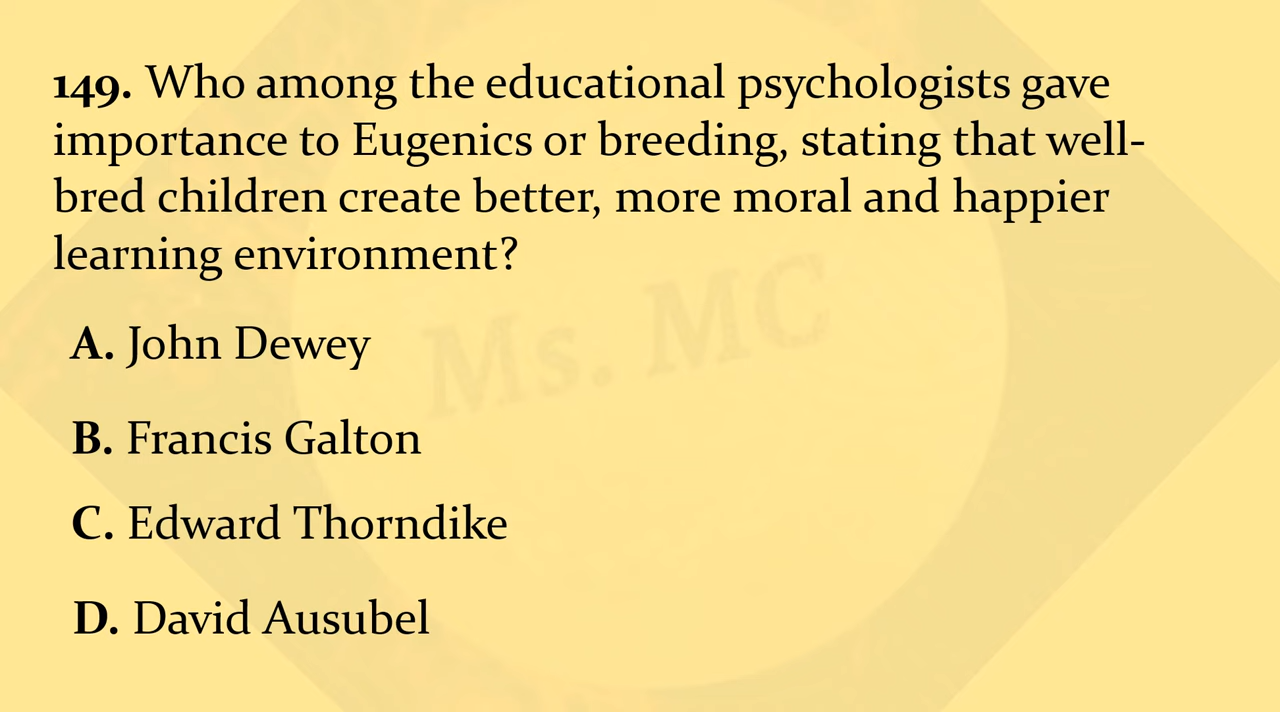 149. Who among the educational psychologists gave
importance to Eugenics or breeding, stating that well-
bred children create better, more moral and happier
learning environment?
Ms. MC
A. John Dewey
B. Francis Galton
C. Edward Thorndike
D. David Ausubel